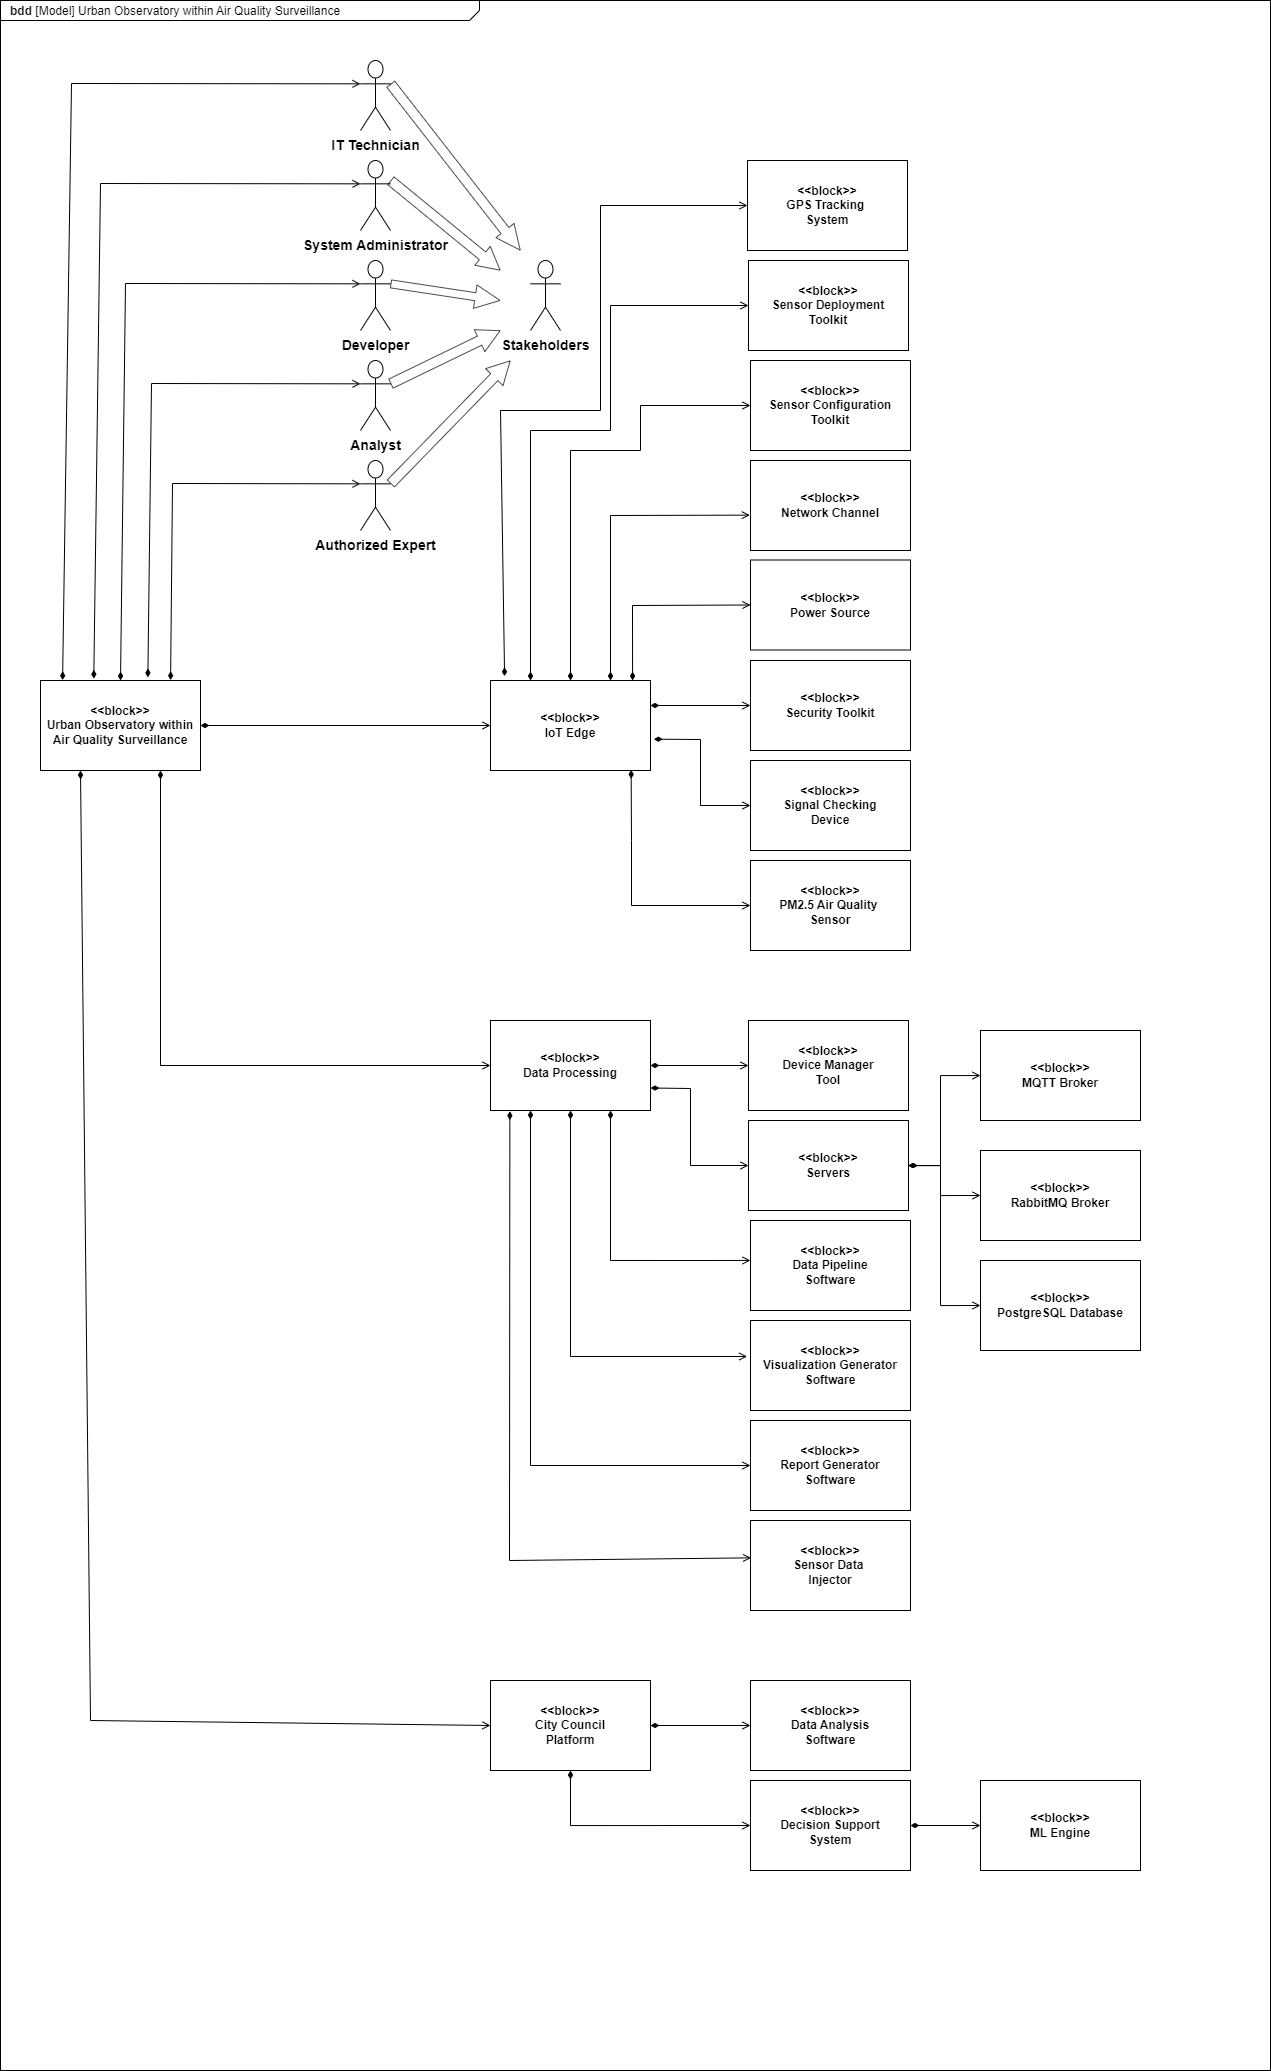 bdd [Model] Urban Observatory within Air Quality Surveillance
IT Technician
System Administrator
Developer
Analyst
Authorized Expert
Stakeholders
<<block>>
GPS Tracking
System
<<block>>
Sensor Deployment
Toolkit
<<block>>
Sensor Configuration
Toolkit
<<block>>
Network Channel
<<block>>
Power Source
<<block>>
Urban Observatory within
Air Quality Surveillance
<<block>>
IoT Edge
<<block>>
Security Toolkit
<<block>>
Signal Checking
Device
<<block>>
PM2.5 Air Quality
Sensor
<<block>>
Data Processing
<<block>>
Device Manager
Tool
<<block>>
Servers
<<block>>
MQTT Broker
<<block>>
RabbitMQ Broker
<<block>>
PostgreSQL Database
<<block>>
Data Pipeline
Software
<<block>>
Visualization Generator
Software
<<block>>
Report Generator
Software
<<block>>
Sensor Data
Injector
<<block>>
City Council
Platform
<<block>>
Data Analysis
Software
<<block>>
Decision Support
System
<<block>>
ML Engine